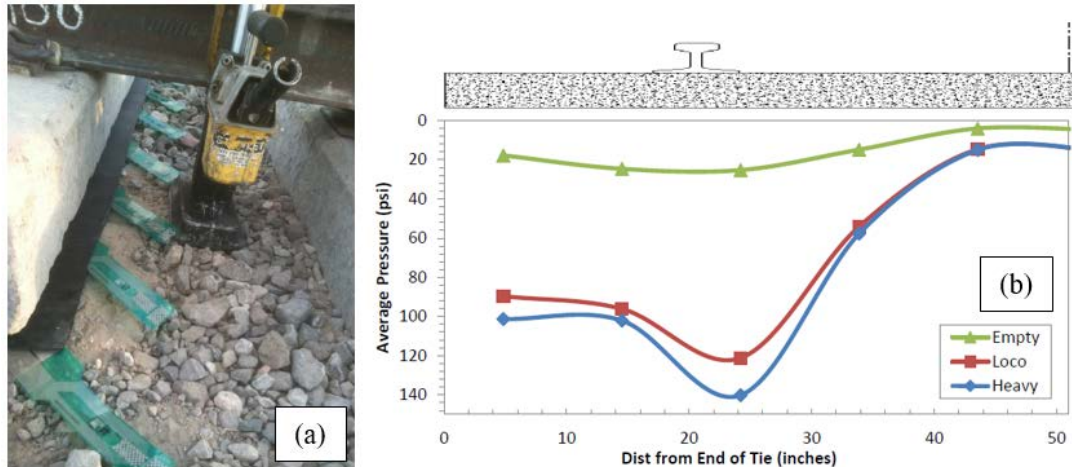 (a)
(b)
0
20
40
60
80
100
120
140
Average Pressure (psi)
Empty
Loco
Heavy
0 10 20 30 40 50
Dist from End of Tie (inches)